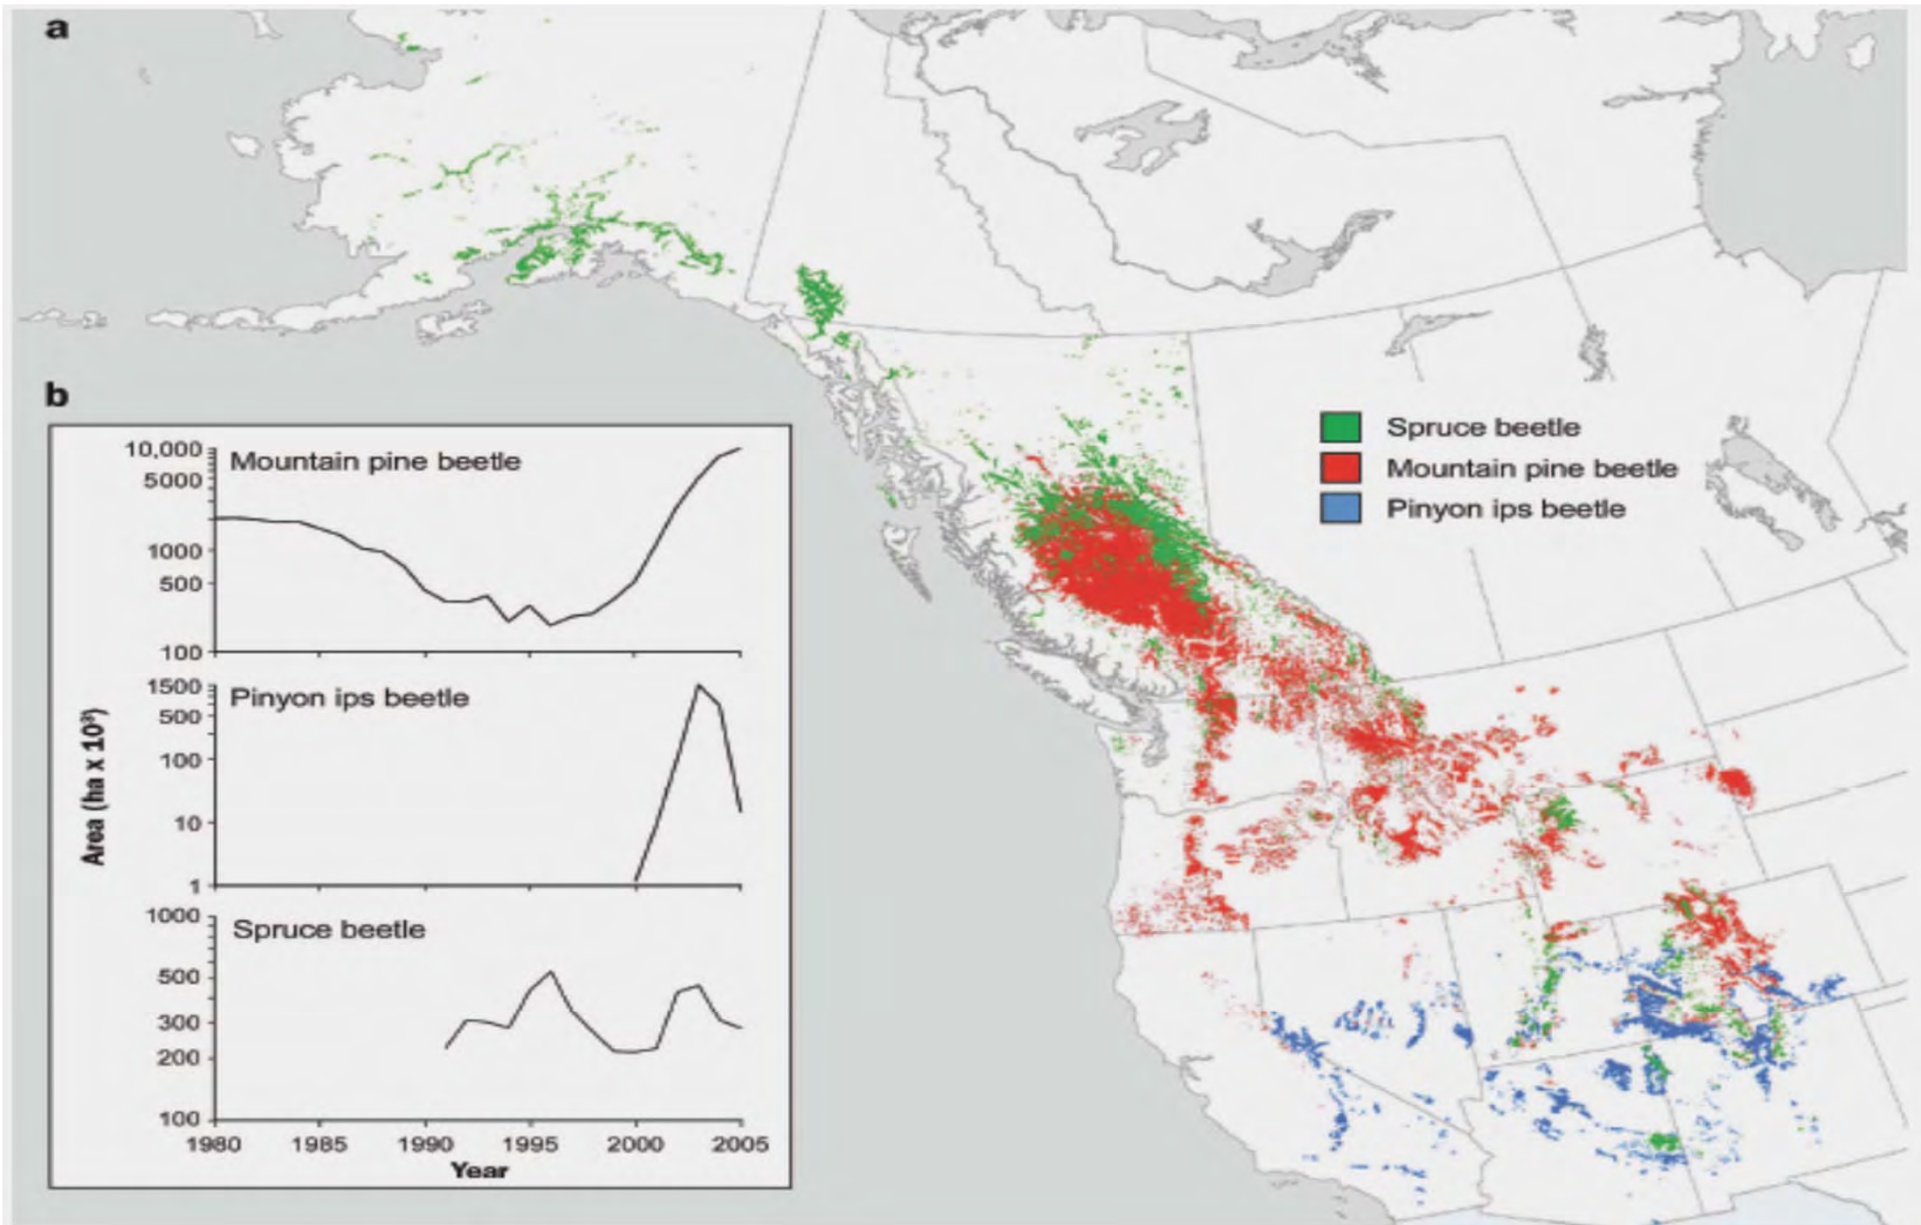 a
Spruce beetle
Mountain pine beetle
Pinyon ips beetle
b
Area (ha x 10³)
Mountain pine beetle
10,000
5000
1000
500
100
Pinyon ips beetle
1500
500
100
10
1
Spruce beetle
1000
500
300
200
100
1980 1985 1990 1995 2000 2005
Year